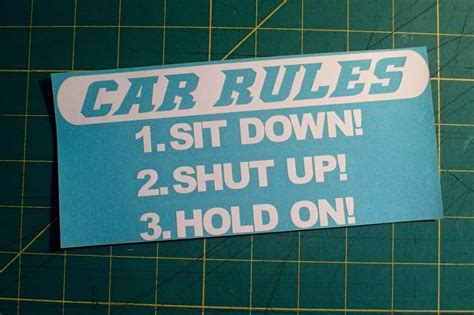 CAR RULES
1. SIT DOWN!
2. SHUT UP!
3. HOLD ON!